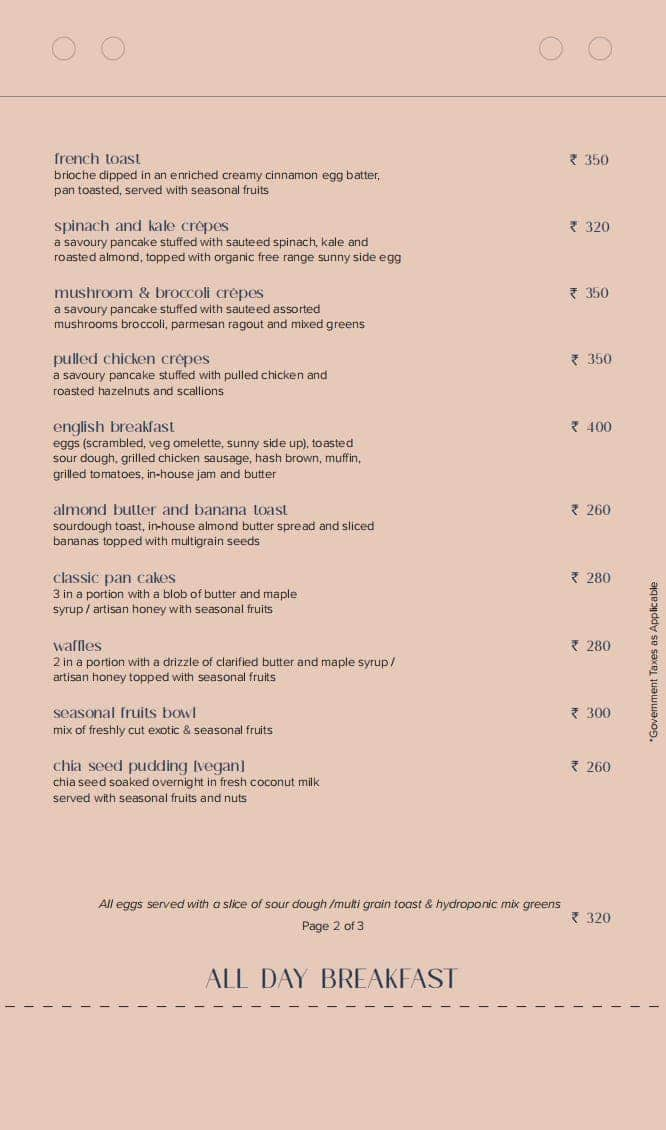 french toast ₹ 350
brioche dipped in an enriched creamy cinnamon egg batter,
pan toasted, served with seasonal fruits
spinach and kale crêpes ₹ 320
a savoury pancake stuffed with sauteed spinach, kale and
roasted almond, topped with organic free range sunny side egg
mushroom & broccoli crêpes ₹ 350
a savoury pancake stuffed with sauteed assorted
mushrooms broccoli, parmesan ragout and mixed greens
pulled chicken crêpes ₹ 350
a savoury pancake stuffed with pulled chicken and
roasted hazelnuts and scallions
english breakfast ₹ 400
eggs (scrambled, veg omelette, sunny side up), toasted
sour dough, grilled chicken sausage, hash brown, muffin,
grilled tomatoes, in-house jam and butter
almond butter and banana toast ₹ 260
sourdough toast, in-house almond butter spread and sliced
bananas topped with multigrain seeds
classic pan cakes ₹ 280
3 in a portion with a blob of butter and maple
syrup / artisan honey with seasonal fruits
waffles ₹ 280
2 in a portion with a drizzle of clarified butter and maple syrup /
artisan honey topped with seasonal fruits
seasonal fruits bowl ₹ 300
mix of freshly cut exotic & seasonal fruits
chia seed pudding [vegan] ₹ 260
chia seed soaked overnight in fresh coconut milk
served with seasonal fruits and nuts
*Government Taxes as Applicable
All eggs served with a slice of sour dough /multi grain toast & hydroponic mix greens ₹ 320
Page 2 of 3
ALL DAY BREAKFAST